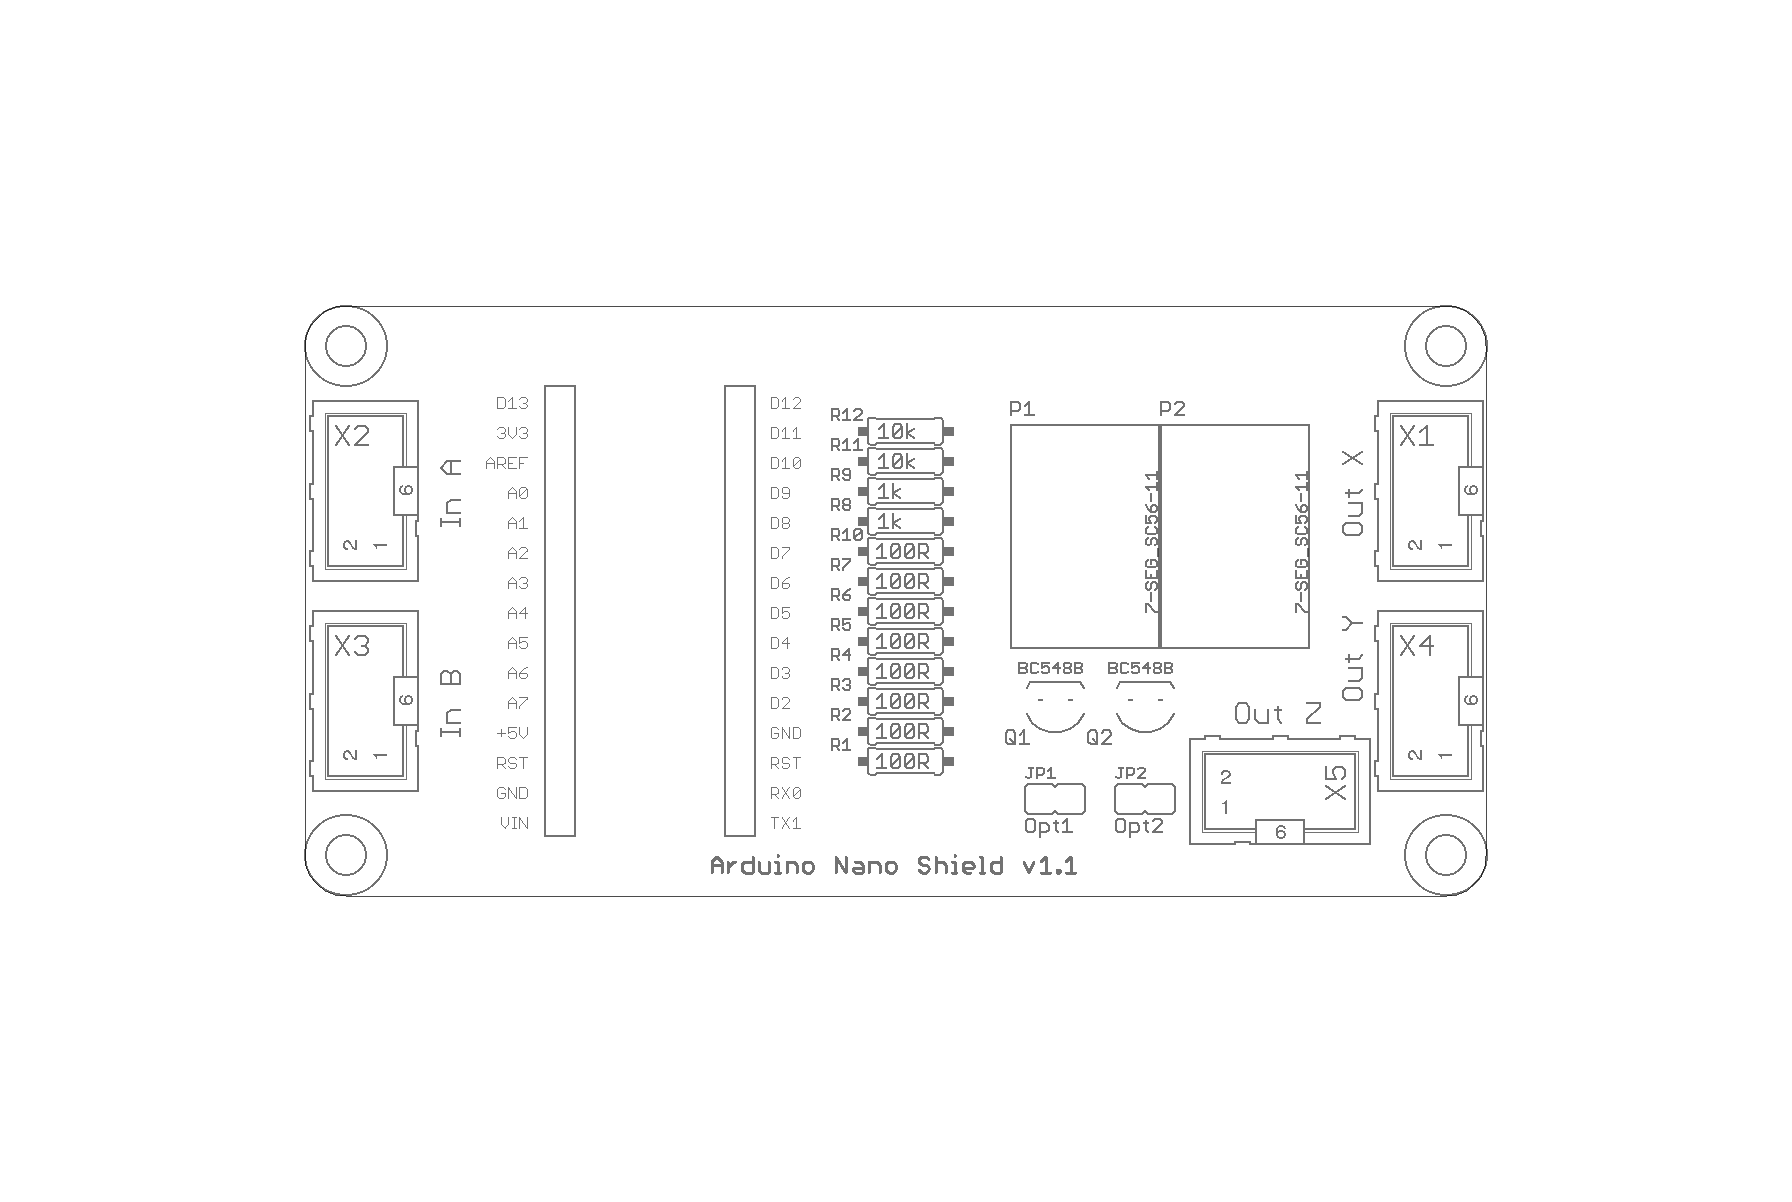 X2
6
2 1
In A
X3
6
2 1
In B
D13
3V3
AREF
A0
A1
A2
A3
A4
A5
A6
A7
+5V
RST
GND
VIN
D12
D11
D10
D9
D8
D7
D6
D5
D4
D3
D2
GND
RST
RX0
TX1
R12
10k
R11
10k
R9
1k
R8
1k
R10
100R
R7
100R
R6
100R
R5
100R
R4
100R
R3
100R
R2
100R
R1
100R
P1
7-SEG_SC56-11
P2
7-SEG_SC56-11
BC548B
Q1
BC548B
Q2
JP1
Opt1
JP2
Opt2
Out X
X1
6
2 1
Out Y
X4
6
2 1
Out Z
X5
2
1
6
Arduino Nano Shield v1.1